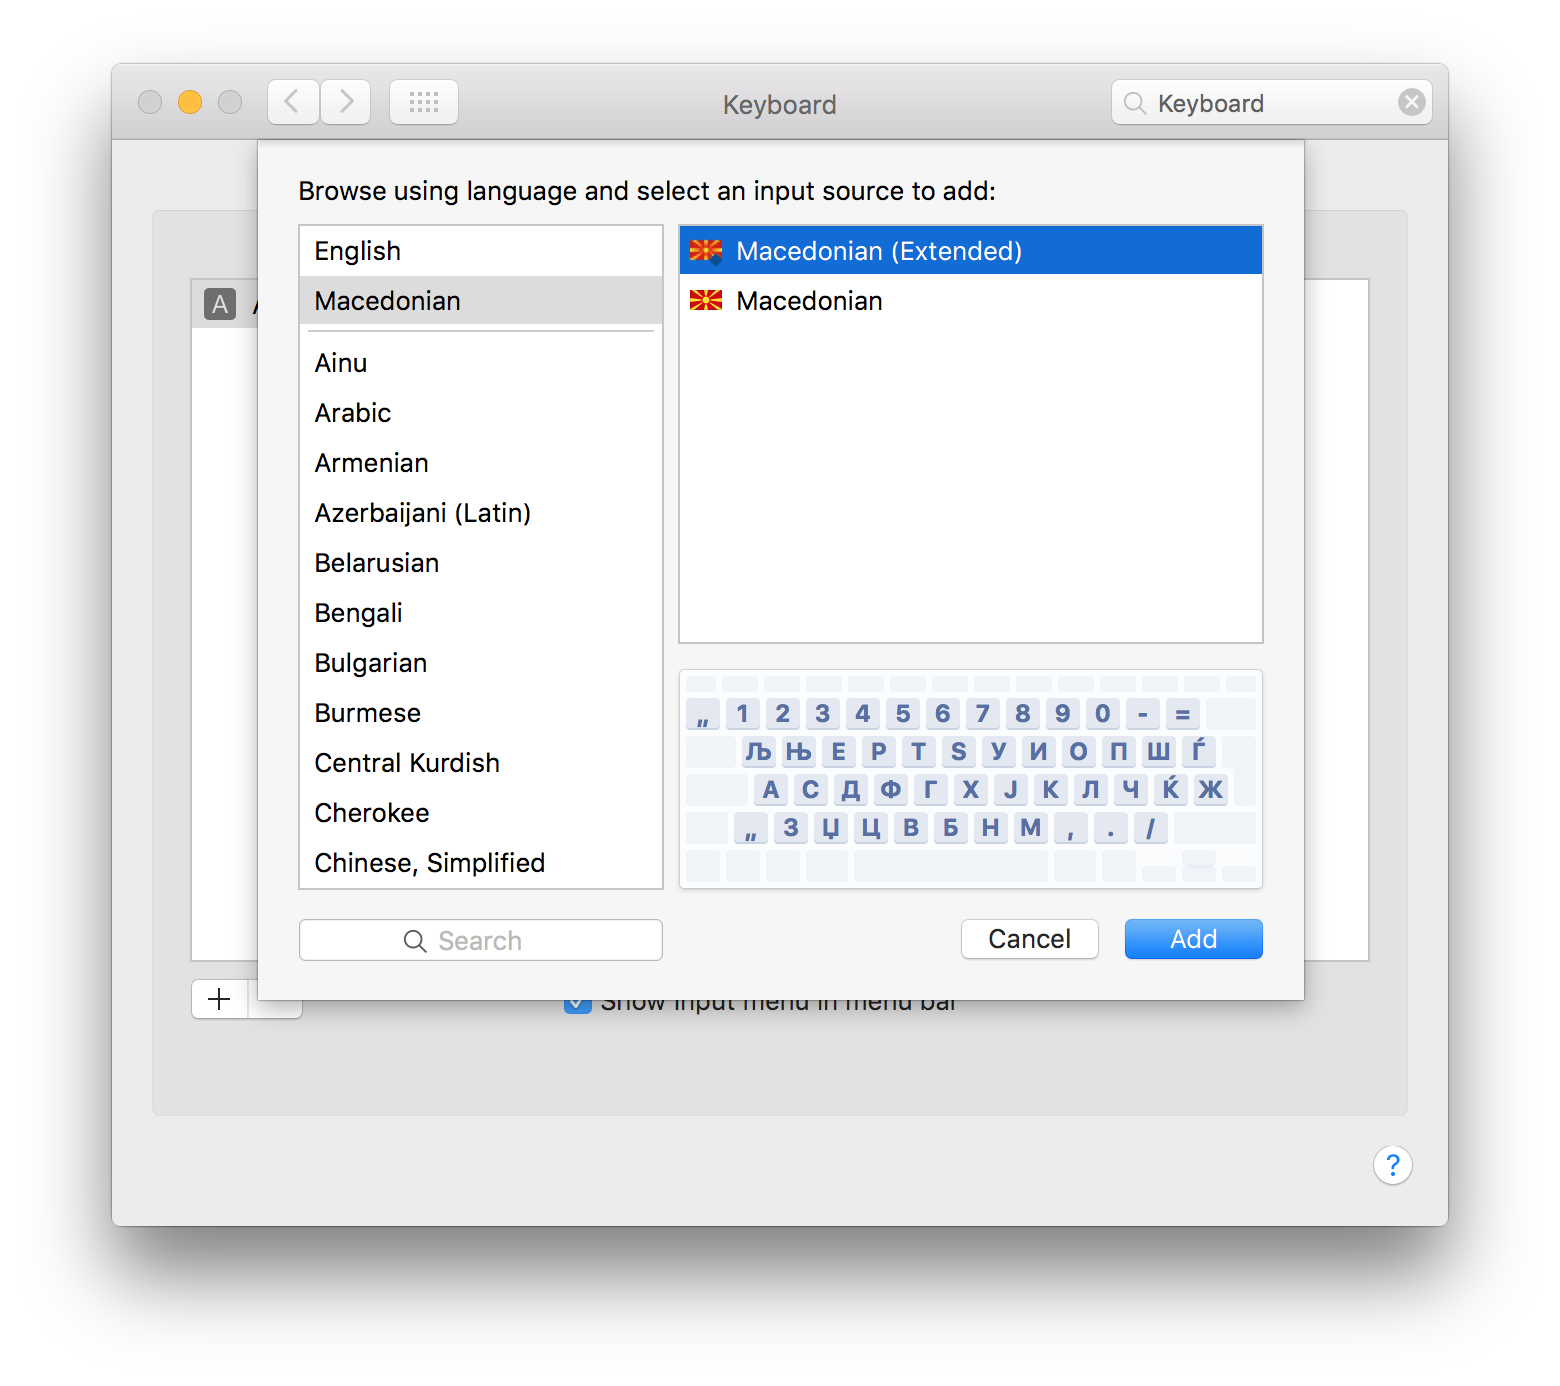 Keyboard
Keyboard
Browse using language and select an input source to add:
English
Macedonian
Ainu
Arabic
Armenian
Azerbaijani (Latin)
Belarusian
Bengali
Bulgarian
Burmese
Central Kurdish
Cherokee
Chinese, Simplified
Macedonian (Extended)
Macedonian
A
„ 1 2 3 4 5 6 7 8 9 0 - =
Љ Њ Е Р Т Ѕ У И О П Ш Ѓ
А С Д Ф Г Х Ј К Л Ч Ќ Ж
„ З Џ Ц В Б Н М , . /
Search
Cancel
Add
Show input menu in menu bar
?